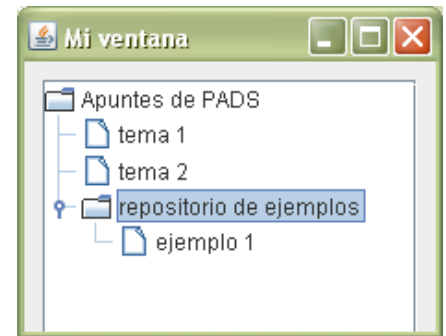 Mi ventana
Apuntes de PADS
tema 1
tema 2
repositorio de ejemplos
ejemplo 1